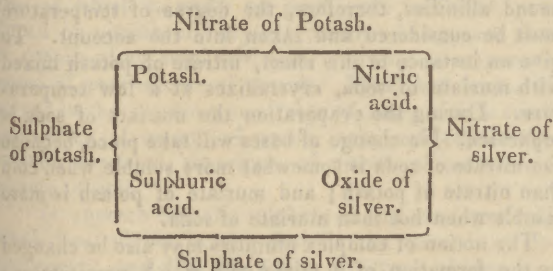 Nitrate of Potash.
Potash. Nitric
acid.
Sulphate
of potash.
Nitrate of
silver.
Sulphuric
acid.
Oxide of
silver.
Sulphate of silver.